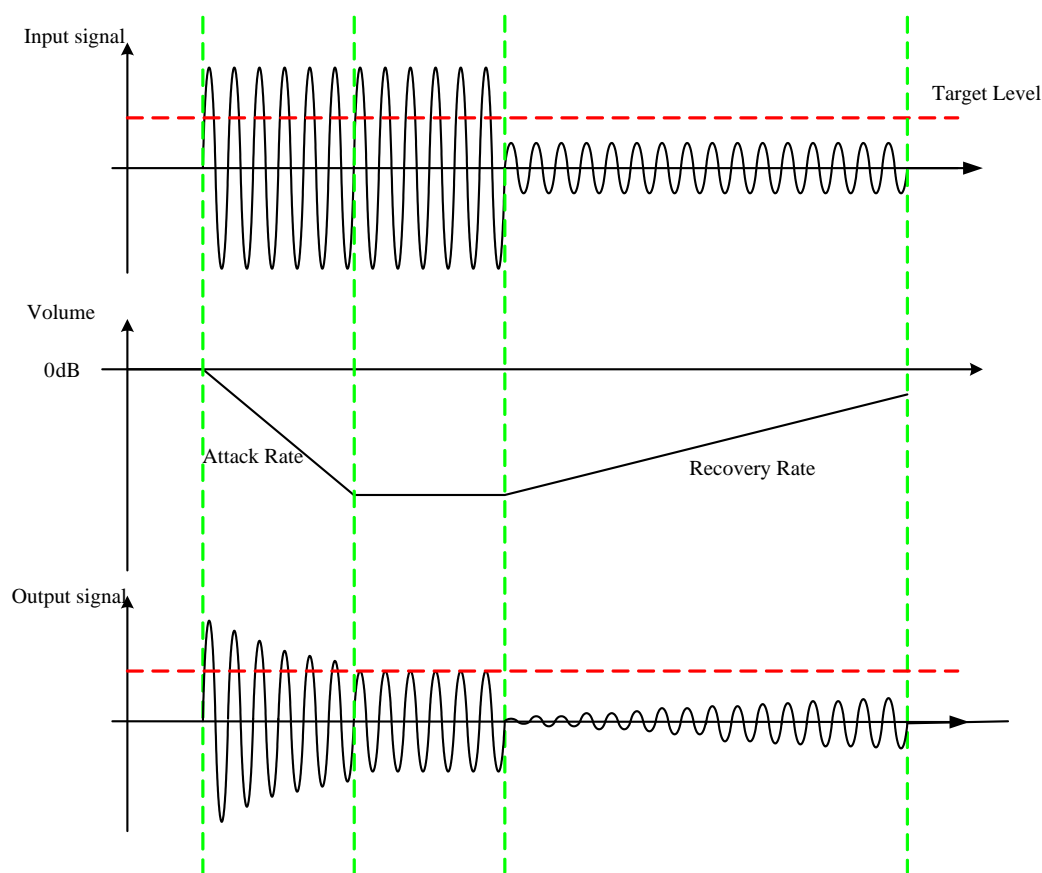 Input signal
Target Level
Volume
0dB
Attack Rate
Recovery Rate
Output signal